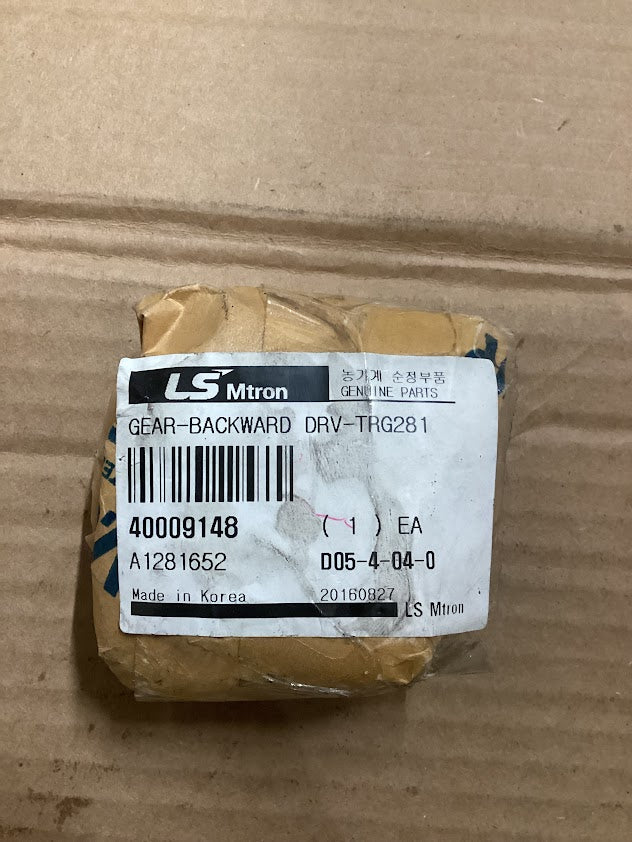 LS Mtron
농기계 순정부품
GENUINE PARTS
GEAR-BACKWARD DRV-TRG281
40009148 ( 1 ) EA
A1281652 D05-4-04-0
Made in Korea 20160827
LS Mtron